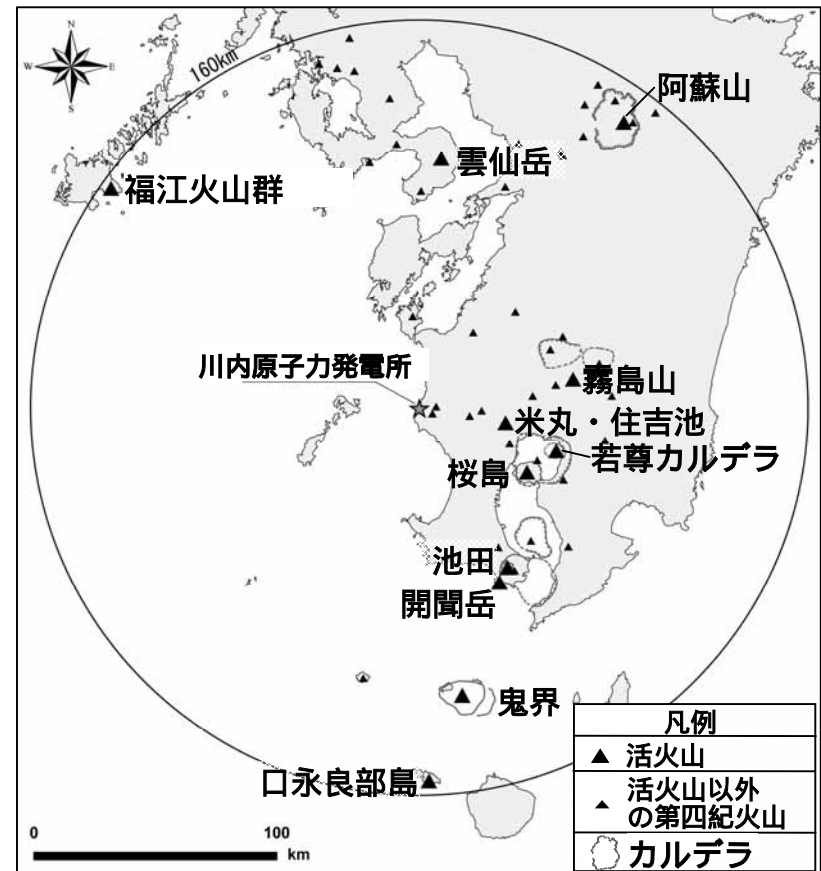 N
W E
S
160km
阿蘇山
雲仙岳
福江火山群
川内原子力発電所
霧島山
米丸・住吉池
若尊カルデラ
桜島
池田
開聞岳
鬼界
口永良部島
凡例
活火山
活火山以外
の第四紀火山
カルデラ
0 100
km